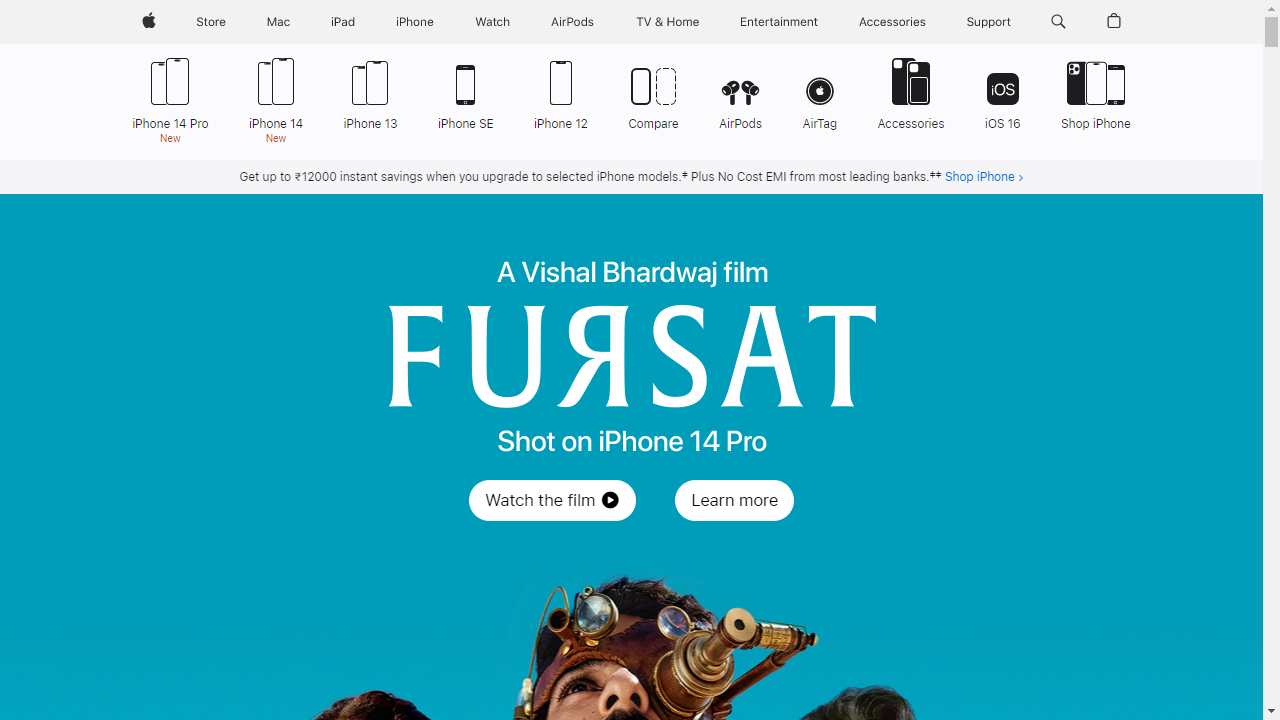 Store Mac iPad iPhone Watch AirPods TV & Home Entertainment Accessories Support
iOS
iPhone 14 Pro iPhone 14 iPhone 13 iPhone SE iPhone 12 Compare AirPods AirTag Accessories iOS 16 Shop iPhone
New New
Get up to ₹12000 instant savings when you upgrade to selected iPhone models.‡ Plus No Cost EMI from most leading banks.‡‡ Shop iPhone >
A Vishal Bhardwaj film
FUЯSAT
Shot on iPhone 14 Pro
Watch the film Learn more